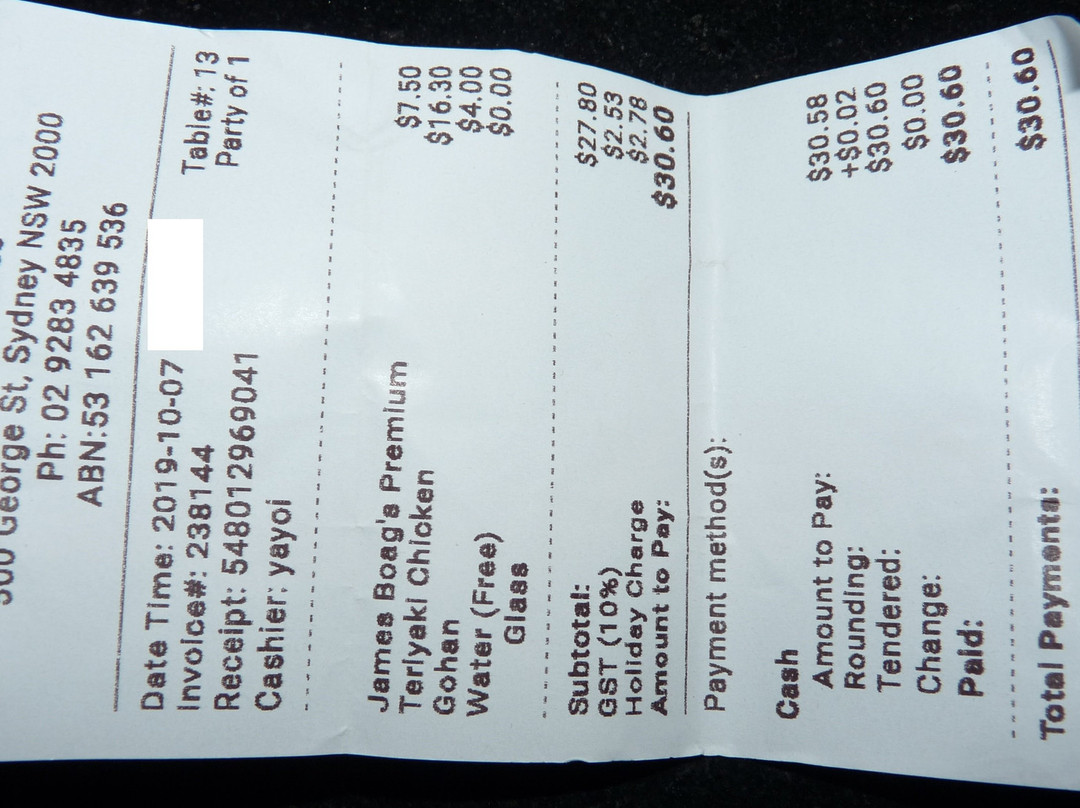 George St, Sydney NSW 2000
Ph: 02 9283 4835
ABN:53 162 639 536
Date Time: 2019-10-07 Table#: 13
Invoice#: 238144 Party of 1
Receipt: 548012969041
Cashier: yayoi
James Boag's Premium $7.50
Teriyaki Chicken $16.30
Gohan $4.00
Water (Free) $0.00
Glass
Subtotal: $27.80
GST (10%) $2.53
Holiday Charge $2.78
Amount to Pay: $30.60
Payment method(s):
Cash
Amount to Pay: $30.58
Rounding: +$0.02
Tendered: $30.60
Change: $0.00
Paid: $30.60
Total Payments: $30.60